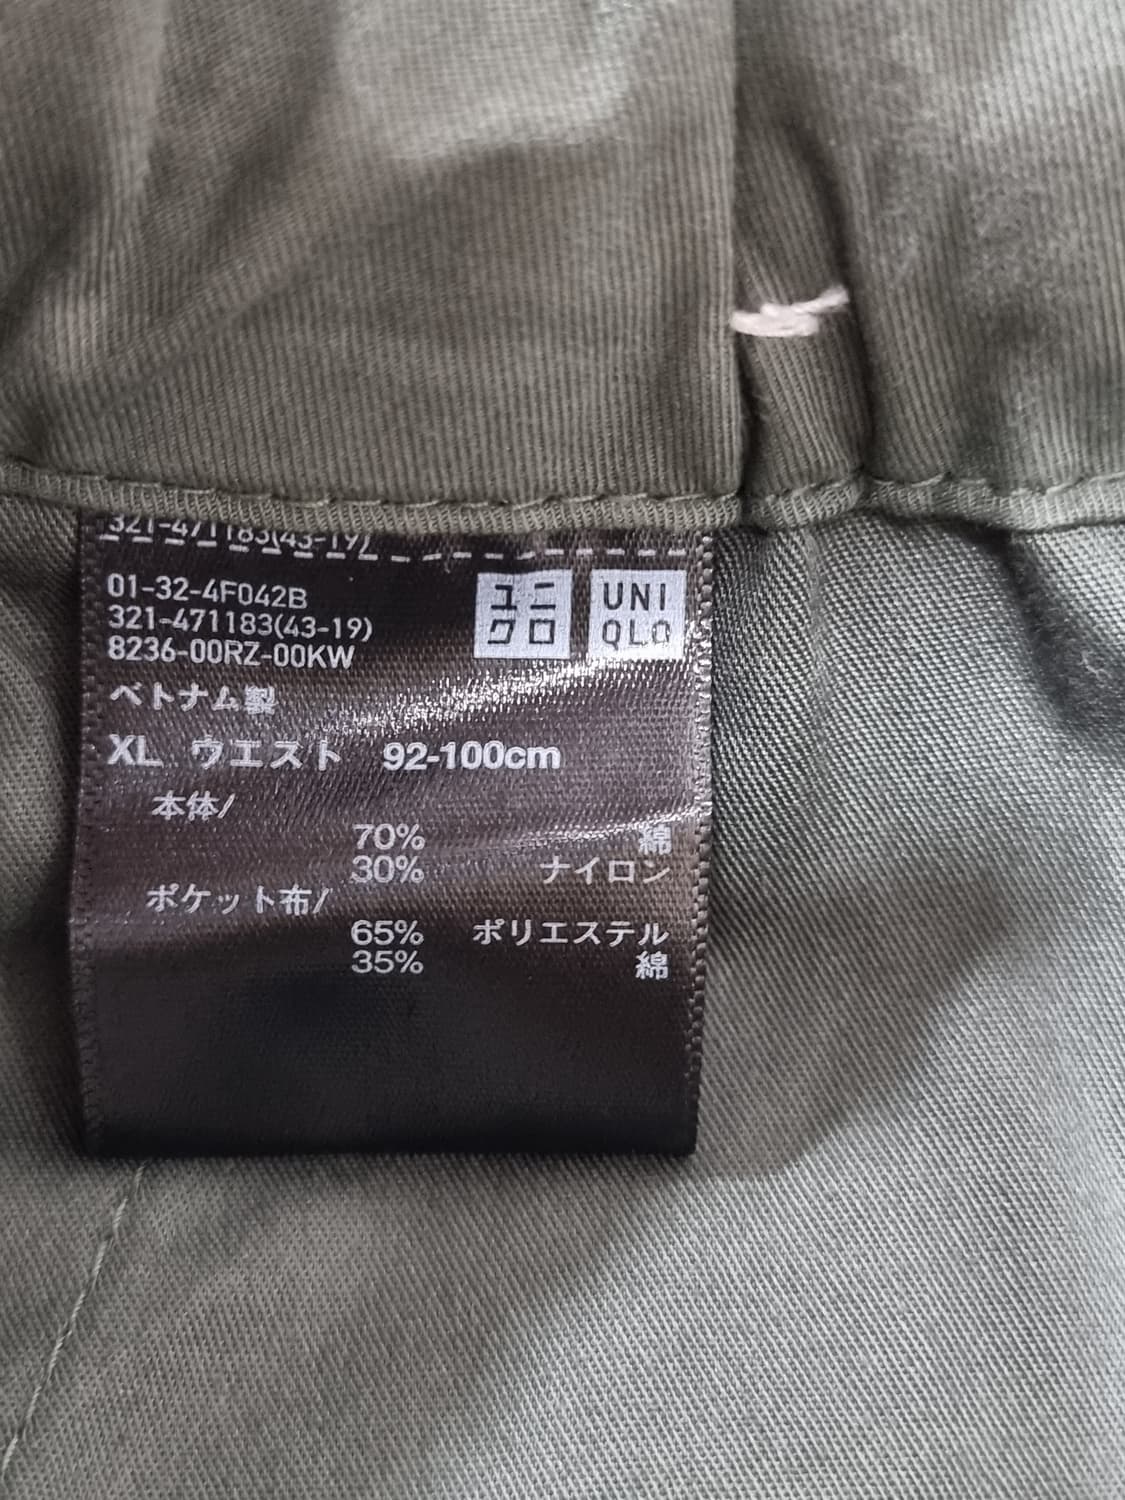 321-471183(43-19)
01-32-4F042B
321-471183(43-19)
8236-00RZ-00KW
ユニ
クロ
UNI
QLO
ベトナム製
XL ウエスト 92-100cm
本体/
70% 綿
30% ナイロン
ポケット布/
65% ポリエステル
35% 綿